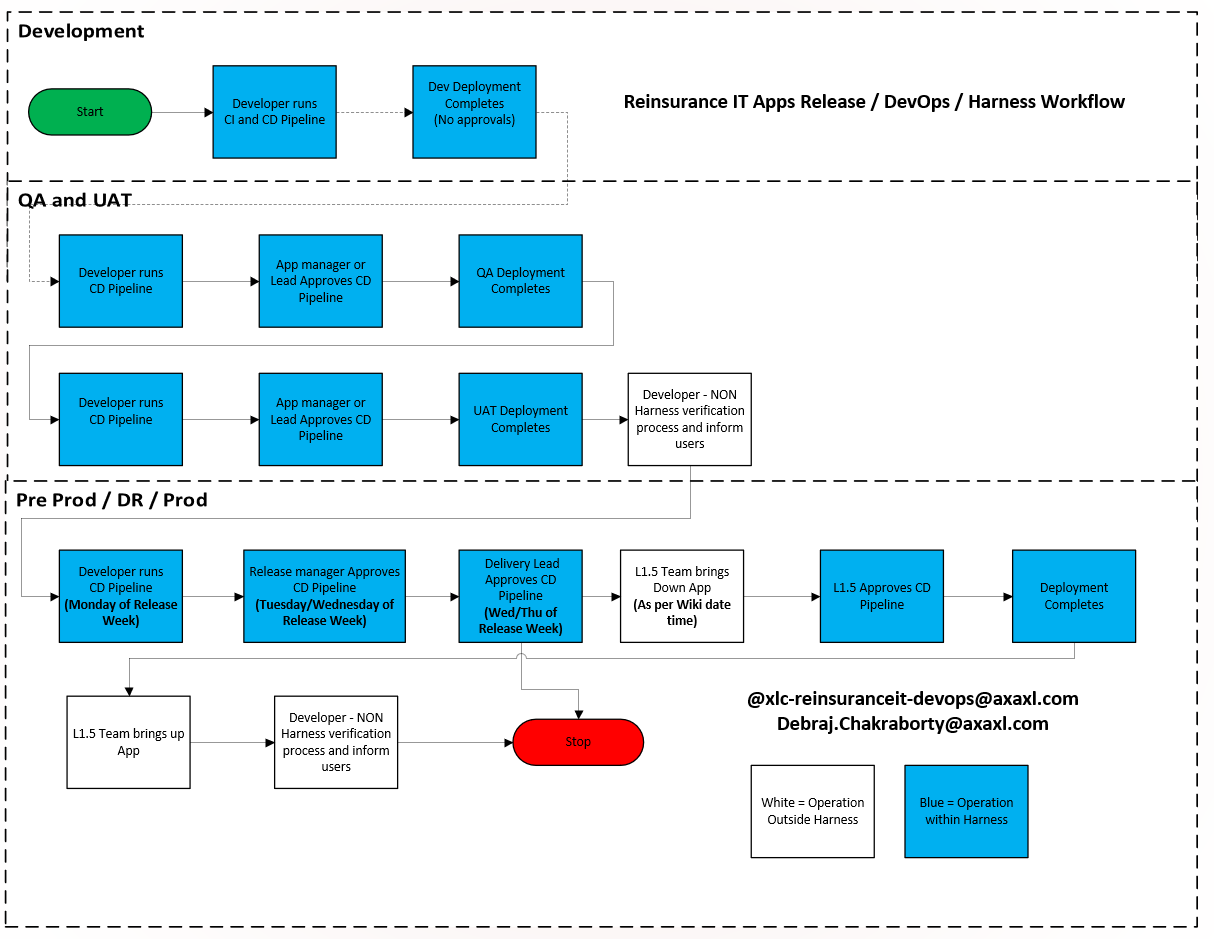 Development
Start
Developer runs
CI and CD Pipeline
Dev Deployment
Completes
(No approvals)
Reinsurance IT Apps Release / DevOps / Harness Workflow
QA and UAT
Developer runs
CD Pipeline
App manager or
Lead Approves CD
Pipeline
QA Deployment
Completes
Developer runs
CD Pipeline
App manager or
Lead Approves CD
Pipeline
UAT Deployment
Completes
Developer - NON
Harness verification
process and inform
users
Pre Prod / DR / Prod
Developer runs
CD Pipeline
(Monday of Release
Week)
Release manager Approves
CD Pipeline
(Tuesday/Wednesday of
Release Week)
Delivery Lead
Approves CD
Pipeline
(Wed/Thu of
Release Week)
L1.5 Team brings
Down App
(As per Wiki date
time)
L1.5 Approves CD
Pipeline
Deployment
Completes
L1.5 Team brings up
App
Developer - NON
Harness verification
process and inform
users
Stop
@xlc-reinsuranceit-devops@axaxl.com
Debraj.Chakraborty@axaxl.com
White = Operation
Outside Harness
Blue = Operation
within Harness